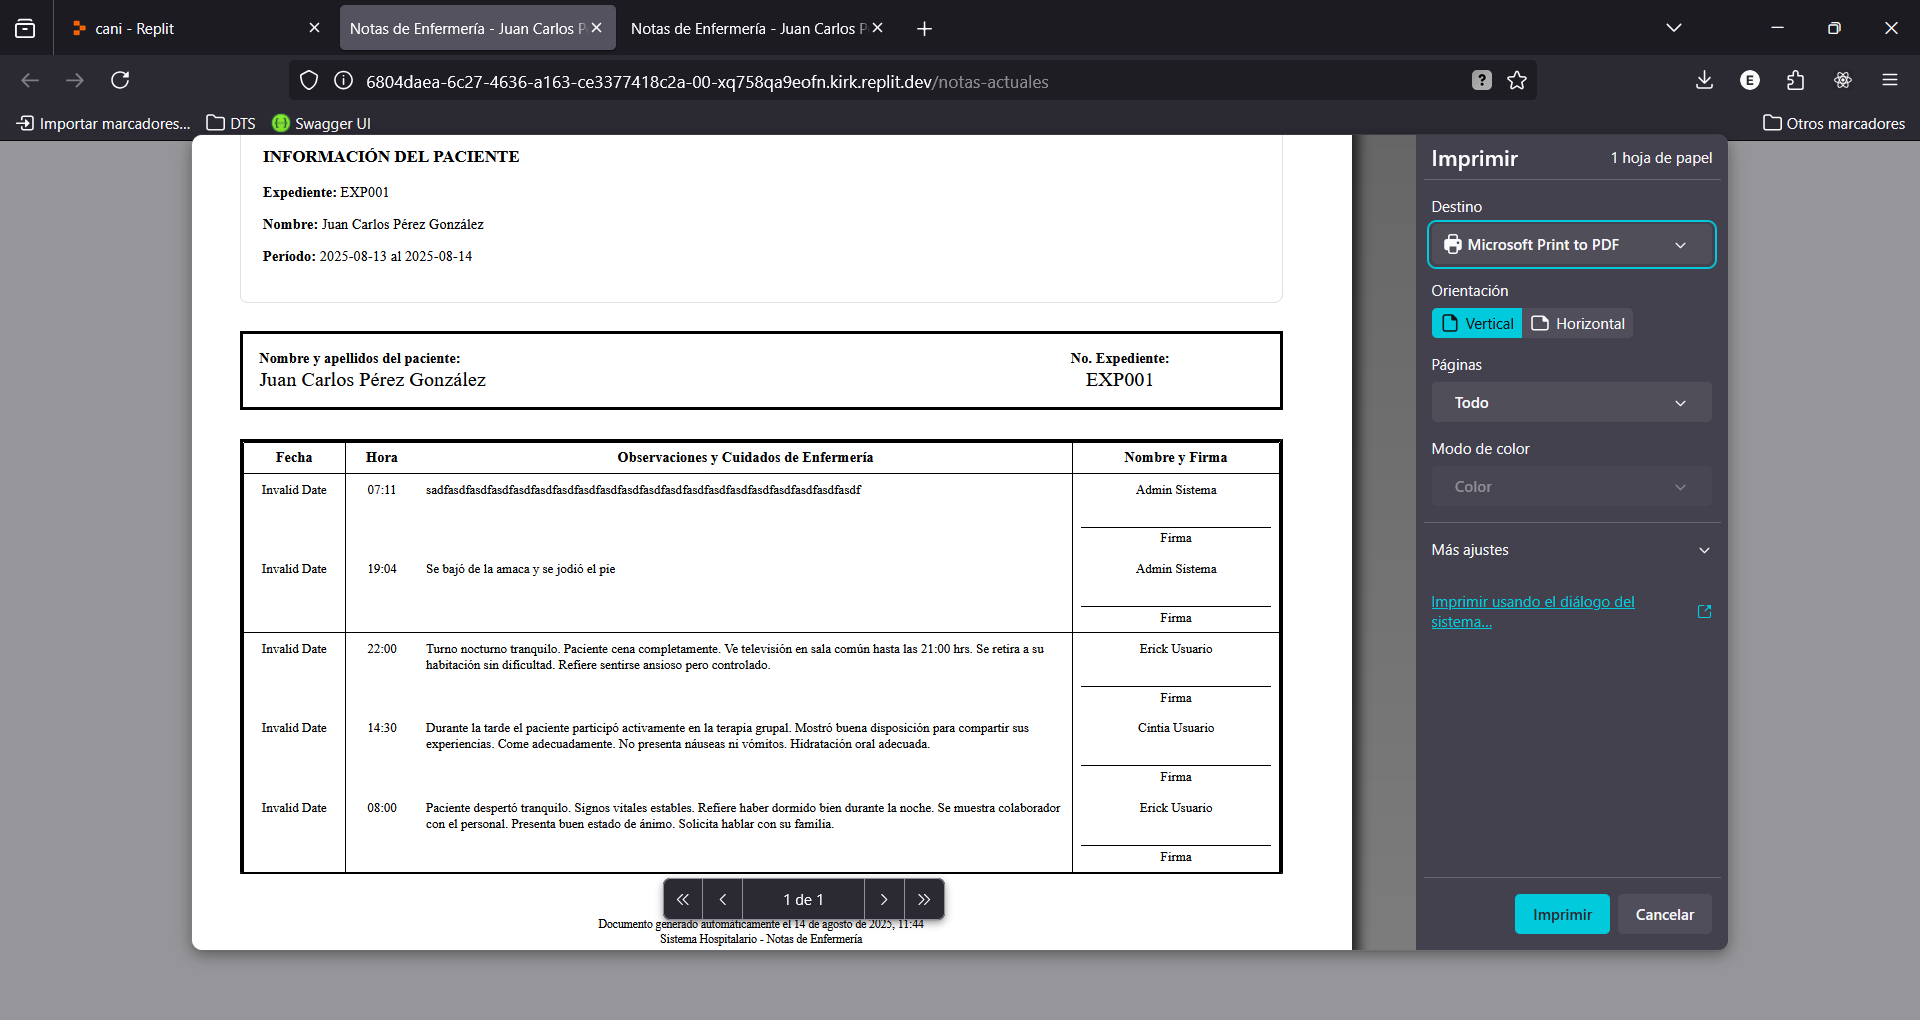 cani - Replit
Notas de Enfermería - Juan Carlos P
Notas de Enfermería - Juan Carlos P
6804daea-6c27-4636-a163-ce3377418c2a-00-xq758qa9eofn.kirk.replit.dev/notas-actuales
E
Importar marcadores...
DTS
Swagger UI
Otros marcadores
INFORMACIÓN DEL PACIENTE
Expediente: EXP001
Nombre: Juan Carlos Pérez González
Período: 2025-08-13 al 2025-08-14
Nombre y apellidos del paciente:
Juan Carlos Pérez González
No. Expediente:
EXP001
Fecha Hora Observaciones y Cuidados de Enfermería Nombre y Firma
Invalid Date 07:11 sadfasdfasdfasdfasdfasdfasdfasdfasdfasdfasdfasdfasdfasdfasdfasdfasdfasdfasdfasdf Admin Sistema
Firma
Invalid Date 19:04 Se bajó de la amaca y se jodió el pie Admin Sistema
Firma
Invalid Date 22:00 Turno nocturno tranquilo. Paciente cena completamente. Ve televisión en sala común hasta las 21:00 hrs. Se retira a su Erick Usuario
habitación sin dificultad. Refiere sentirse ansioso pero controlado.
Firma
Invalid Date 14:30 Durante la tarde el paciente participó activamente en la terapia grupal. Mostró buena disposición para compartir sus Cintia Usuario
experiencias. Come adecuadamente. No presenta náuseas ni vómitos. Hidratación oral adecuada.
Firma
Invalid Date 08:00 Paciente despertó tranquilo. Signos vitales estables. Refiere haber dormido bien durante la noche. Se muestra colaborador Erick Usuario
con el personal. Presenta buen estado de ánimo. Solicita hablar con su familia.
Firma
1 de 1
Documento generado automáticamente el 14 de agosto de 2025, 11:44
Sistema Hospitalario - Notas de Enfermería
Imprimir
1 hoja de papel
Destino
Microsoft Print to PDF
Orientación
Vertical
Horizontal
Páginas
Todo
Modo de color
Color
Más ajustes
Imprimir usando el diálogo del
sistema...
Imprimir
Cancelar